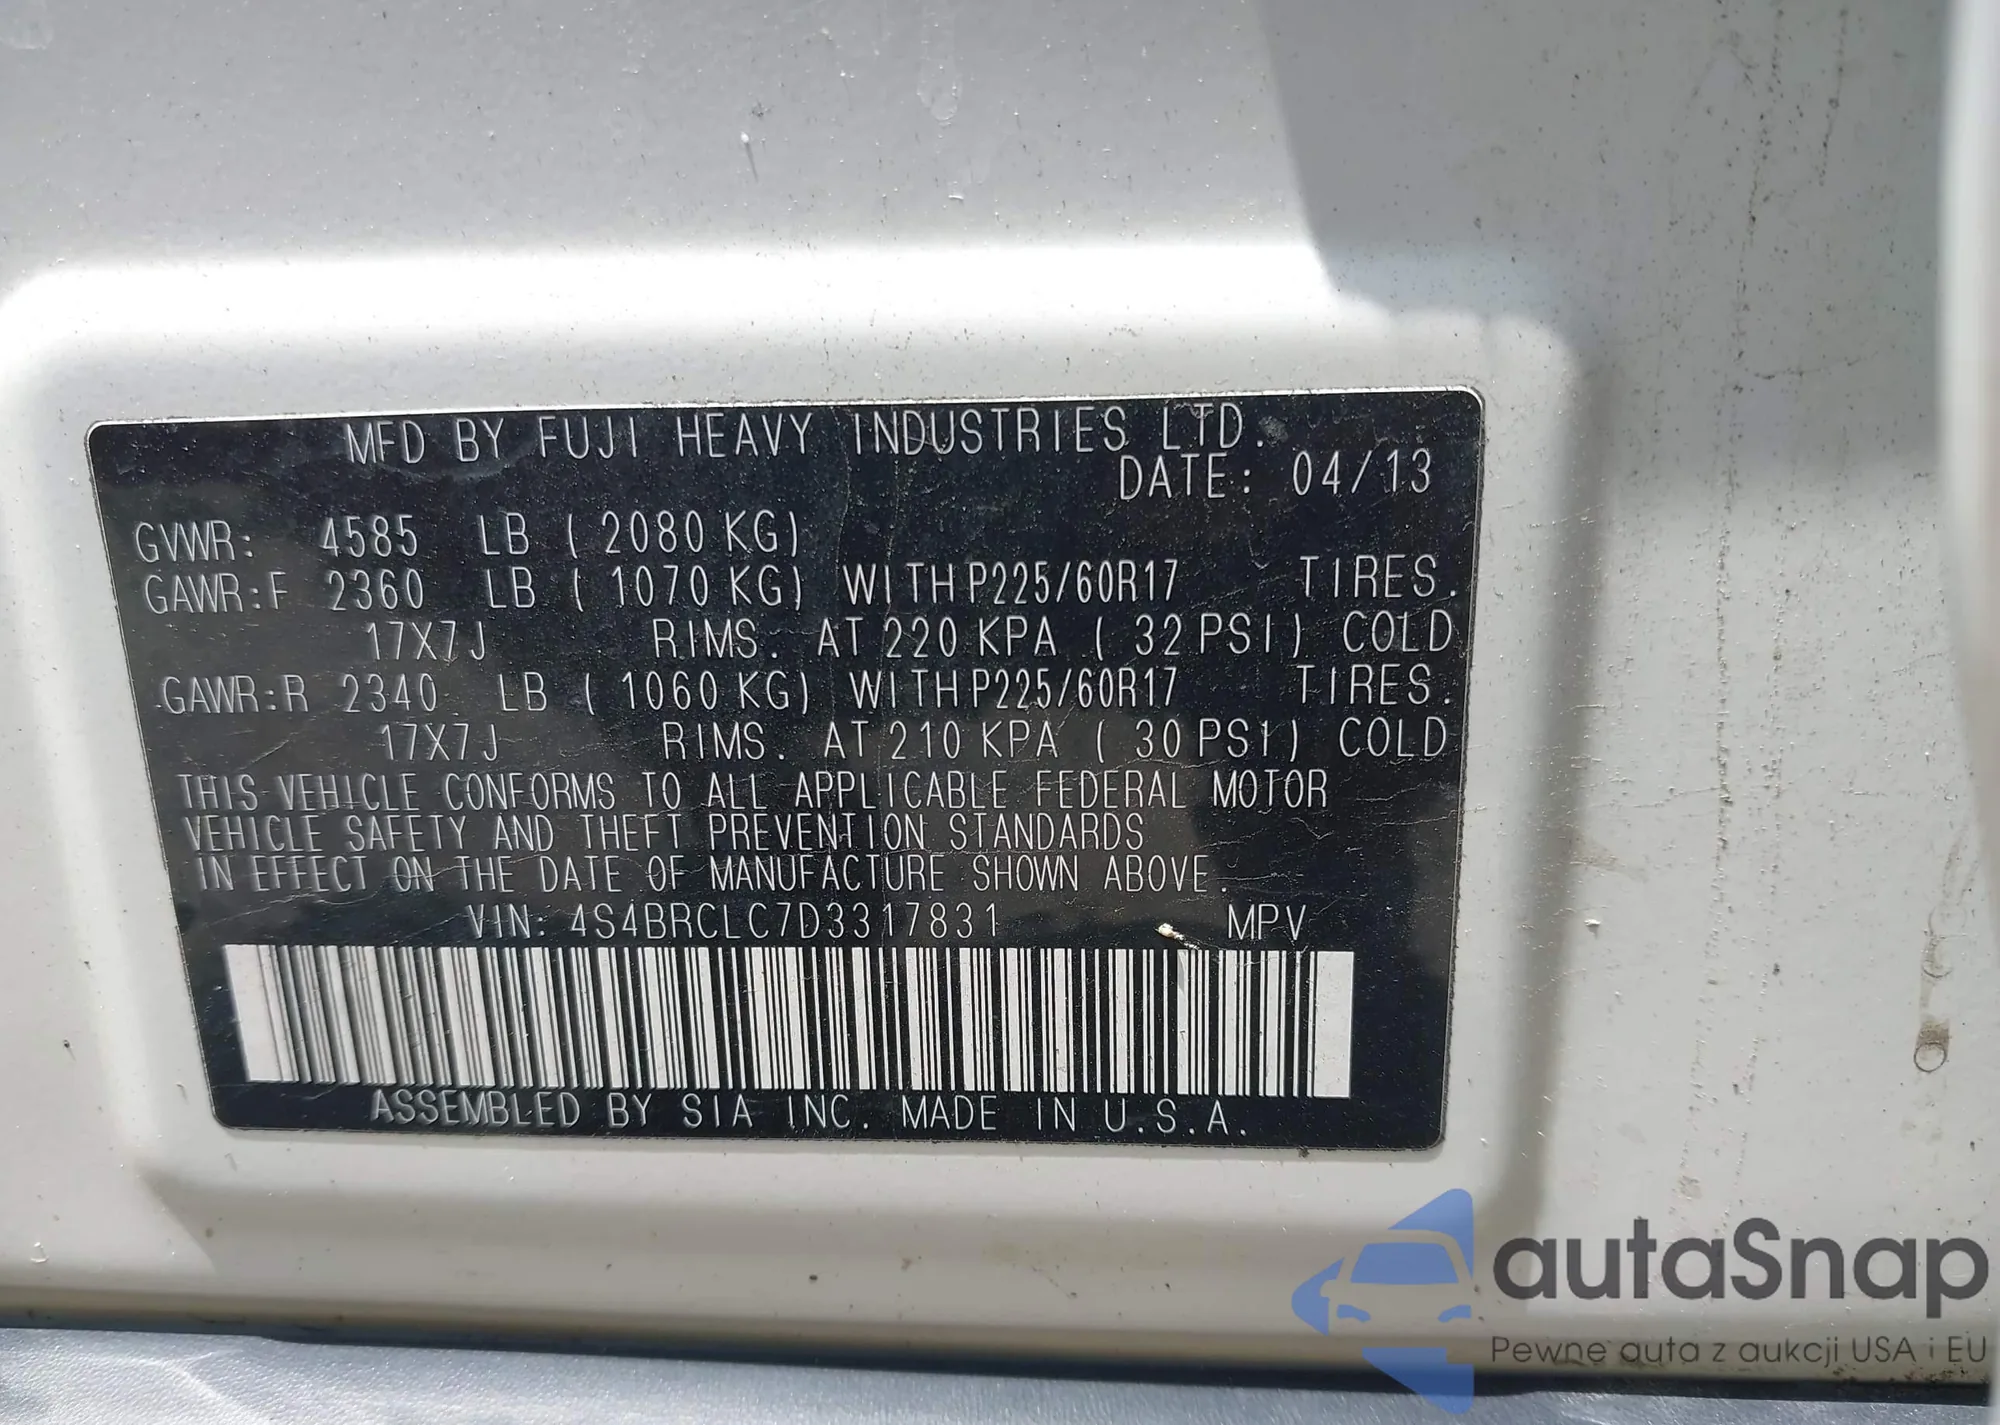 MFD BY FUJI HEAVY INDUSTRIES LTD.
DATE: 04/13
GVWR: 4585 LB ( 2080 KG)
GAWR:F 2360 LB ( 1070 KG) WITH P225/60R17 TIRES.
17X7J RIMS. AT 220 KPA ( 32 PSI) COLD
GAWR:R 2340 LB ( 1060 KG) WITH P225/60R17 TIRES.
17X7J RIMS. AT 210 KPA ( 30 PSI) COLD
THIS VEHICLE CONFORMS TO ALL APPLICABLE FEDERAL MOTOR
VEHICLE SAFETY AND THEFT PREVENTION STANDARDS
IN EFFECT ON THE DATE OF MANUFACTURE SHOWN ABOVE.
VIN: 4S4BRCLC7D3317831 MPV
ASSEMBLED BY SIA INC. MADE IN U.S.A.
autaSnap
Pewne auta z aukcji USA i EU